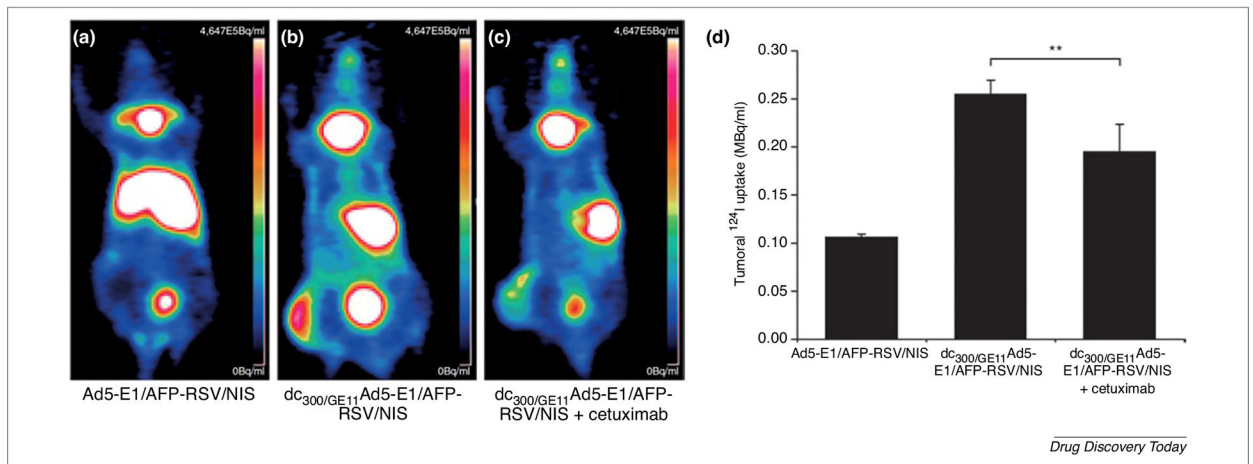 (a)
4,647E5Bq/ml
0Bq/ml
Ad5-E1/AFP-RSV/NIS
(b)
4,647E5Bq/ml
0Bq/ml
dc300/GE11Ad5-E1/AFP-
RSV/NIS
(c)
4,647E5Bq/ml
0Bq/ml
dc300/GE11Ad5-E1/AFP-
RSV/NIS + cetuximab
(d)
Tumoral 124I uptake (MBq/ml)
0.30
0.25
0.20
0.15
0.10
0.05
0.00
**
Ad5-E1/AFP-RSV/NIS
dc300/GE11Ad5-
E1/AFP-RSV/NIS
dc300/GE11Ad5-
E1/AFP-RSV/NIS
+ cetuximab
Drug Discovery Today